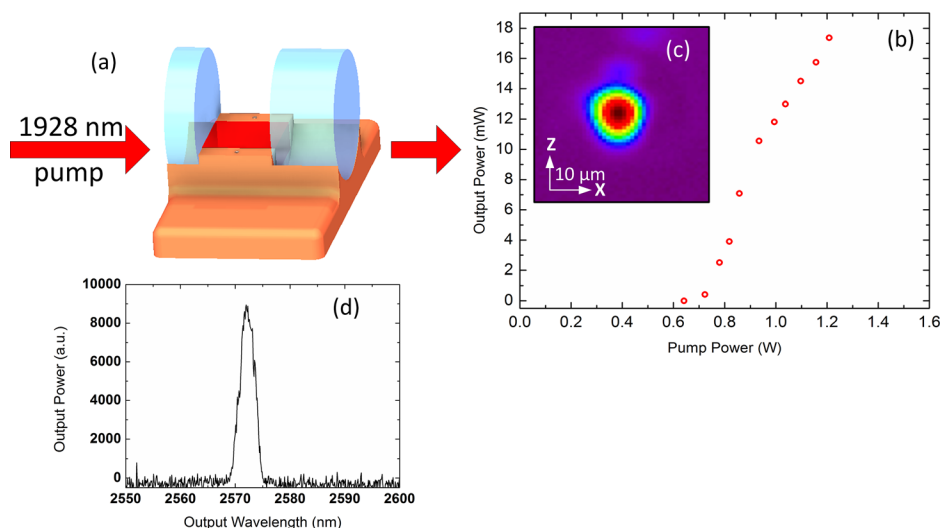 (a)
1928 nm
pump
(b)
Output Power (mW)
18
16
14
12
10
8
6
4
2
0
0.0 0.2 0.4 0.6 0.8 1.0 1.2 1.4 1.6
Pump Power (W)
(c)
Z
10 µm
X
(d)
Output Power (a.u.)
10000
8000
6000
4000
2000
0
2550 2560 2570 2580 2590 2600
Output Wavelength (nm)